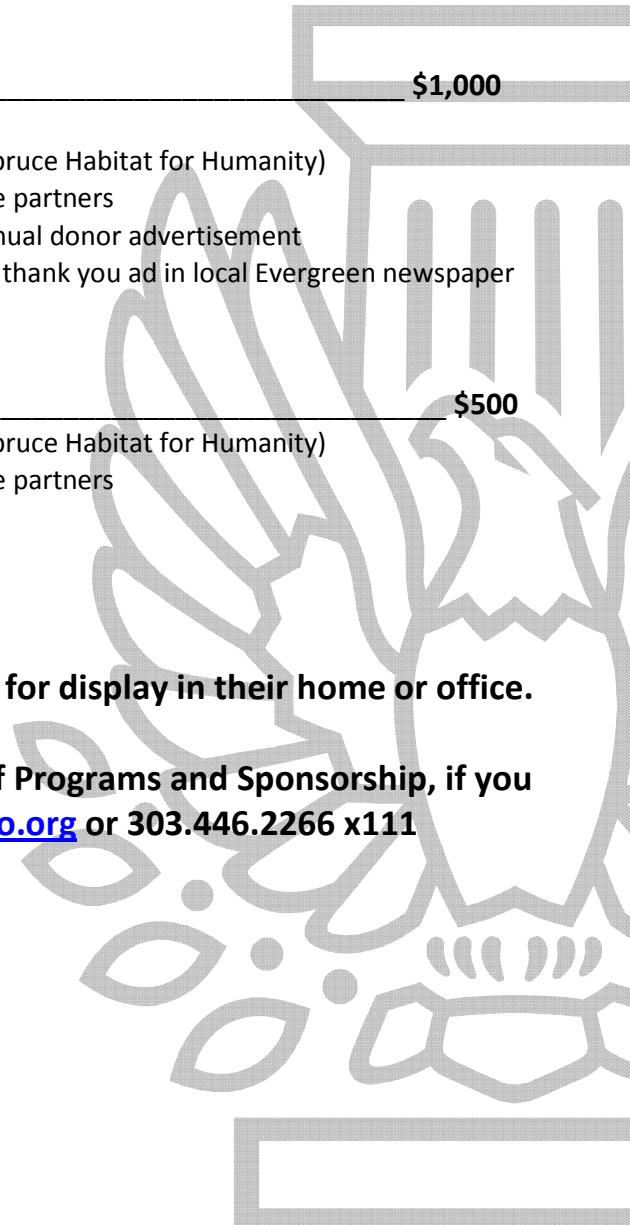 $1,000
pruce Habitat for Humanity)
e partners
nual donor advertisement
thank you ad in local Evergreen newspaper
$500
pruce Habitat for Humanity)
e partners
for display in their home or office.
f Programs and Sponsorship, if you
o.org or 303.446.2266 x111